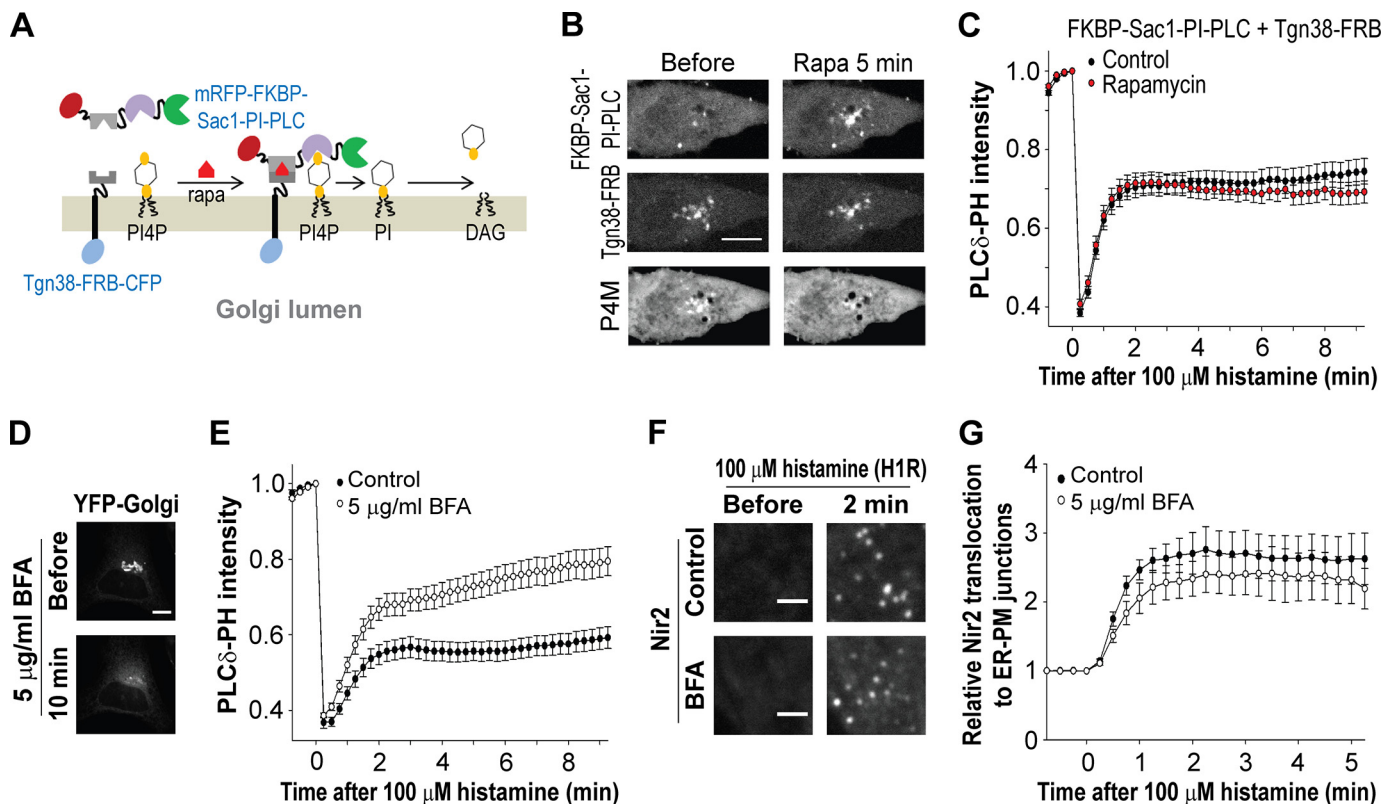 A
mRFP-FKBP-
Sac1-PI-PLC
rapa
PI4P
PI4P
PI
DAG
Tgn38-FRB-CFP
Golgi lumen
B
Before
Rapa 5 min
FKBP-Sac1-
PI-PLC
Tgn38-FRB
P4M
C
FKBP-Sac1-PI-PLC + Tgn38-FRB
Control
Rapamycin
PLCδ-PH intensity
1.0
0.8
0.6
0.4
0
2
4
6
8
Time after 100 μM histamine (min)
D
YFP-Golgi
5 μg/ml BFA
Before
10 min
E
Control
5 μg/ml BFA
PLCδ-PH intensity
1.0
0.8
0.6
0.4
0
2
4
6
8
Time after 100 μM histamine (min)
F
100 μM histamine (H1R)
Before
2 min
Nir2
Control
BFA
G
Control
5 μg/ml BFA
Relative Nir2 translocation
to ER-PM junctions
4
3
2
1
0
0
1
2
3
4
5
Time after 100 μM histamine (min)